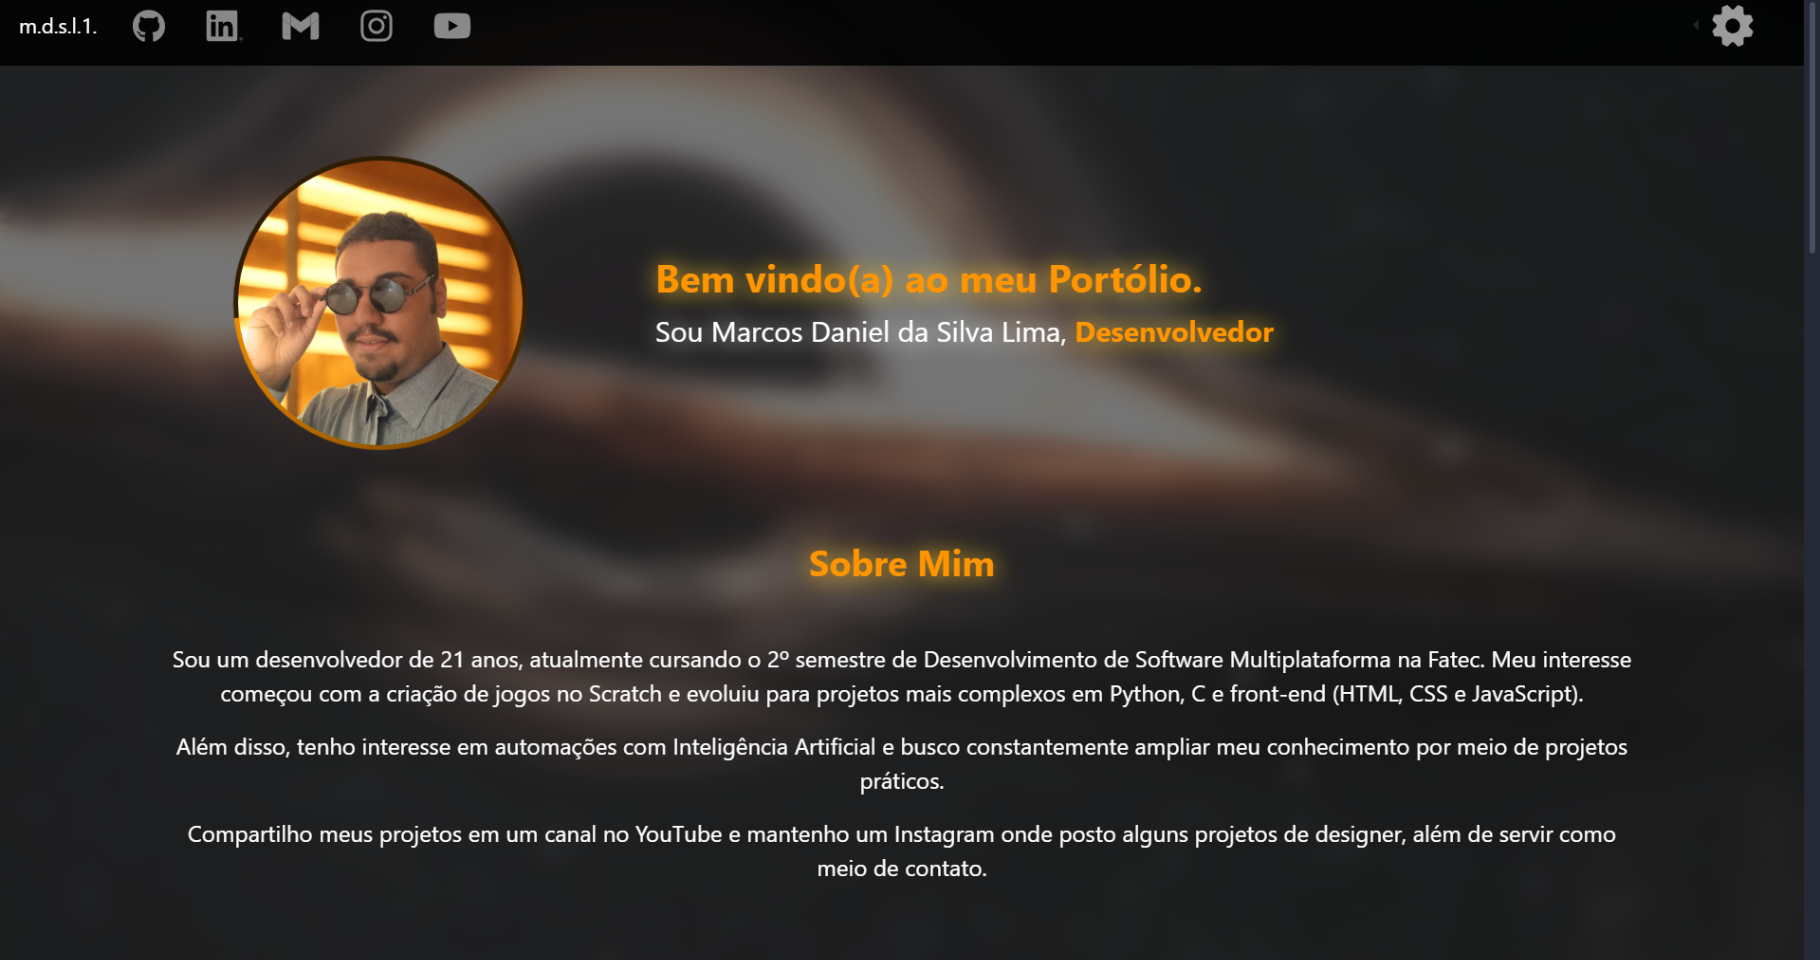 m.d.s.l.1.
Bem vindo(a) ao meu Portólio.
Sou Marcos Daniel da Silva Lima, Desenvolvedor
Sobre Mim
Sou um desenvolvedor de 21 anos, atualmente cursando o 2º semestre de Desenvolvimento de Software Multiplataforma na Fatec. Meu interesse
começou com a criação de jogos no Scratch e evoluiu para projetos mais complexos em Python, C e front-end (HTML, CSS e JavaScript).
Além disso, tenho interesse em automações com Inteligência Artificial e busco constantemente ampliar meu conhecimento por meio de projetos
práticos.
Compartilho meus projetos em um canal no YouTube e mantenho um Instagram onde posto alguns projetos de designer, além de servir como
meio de contato.